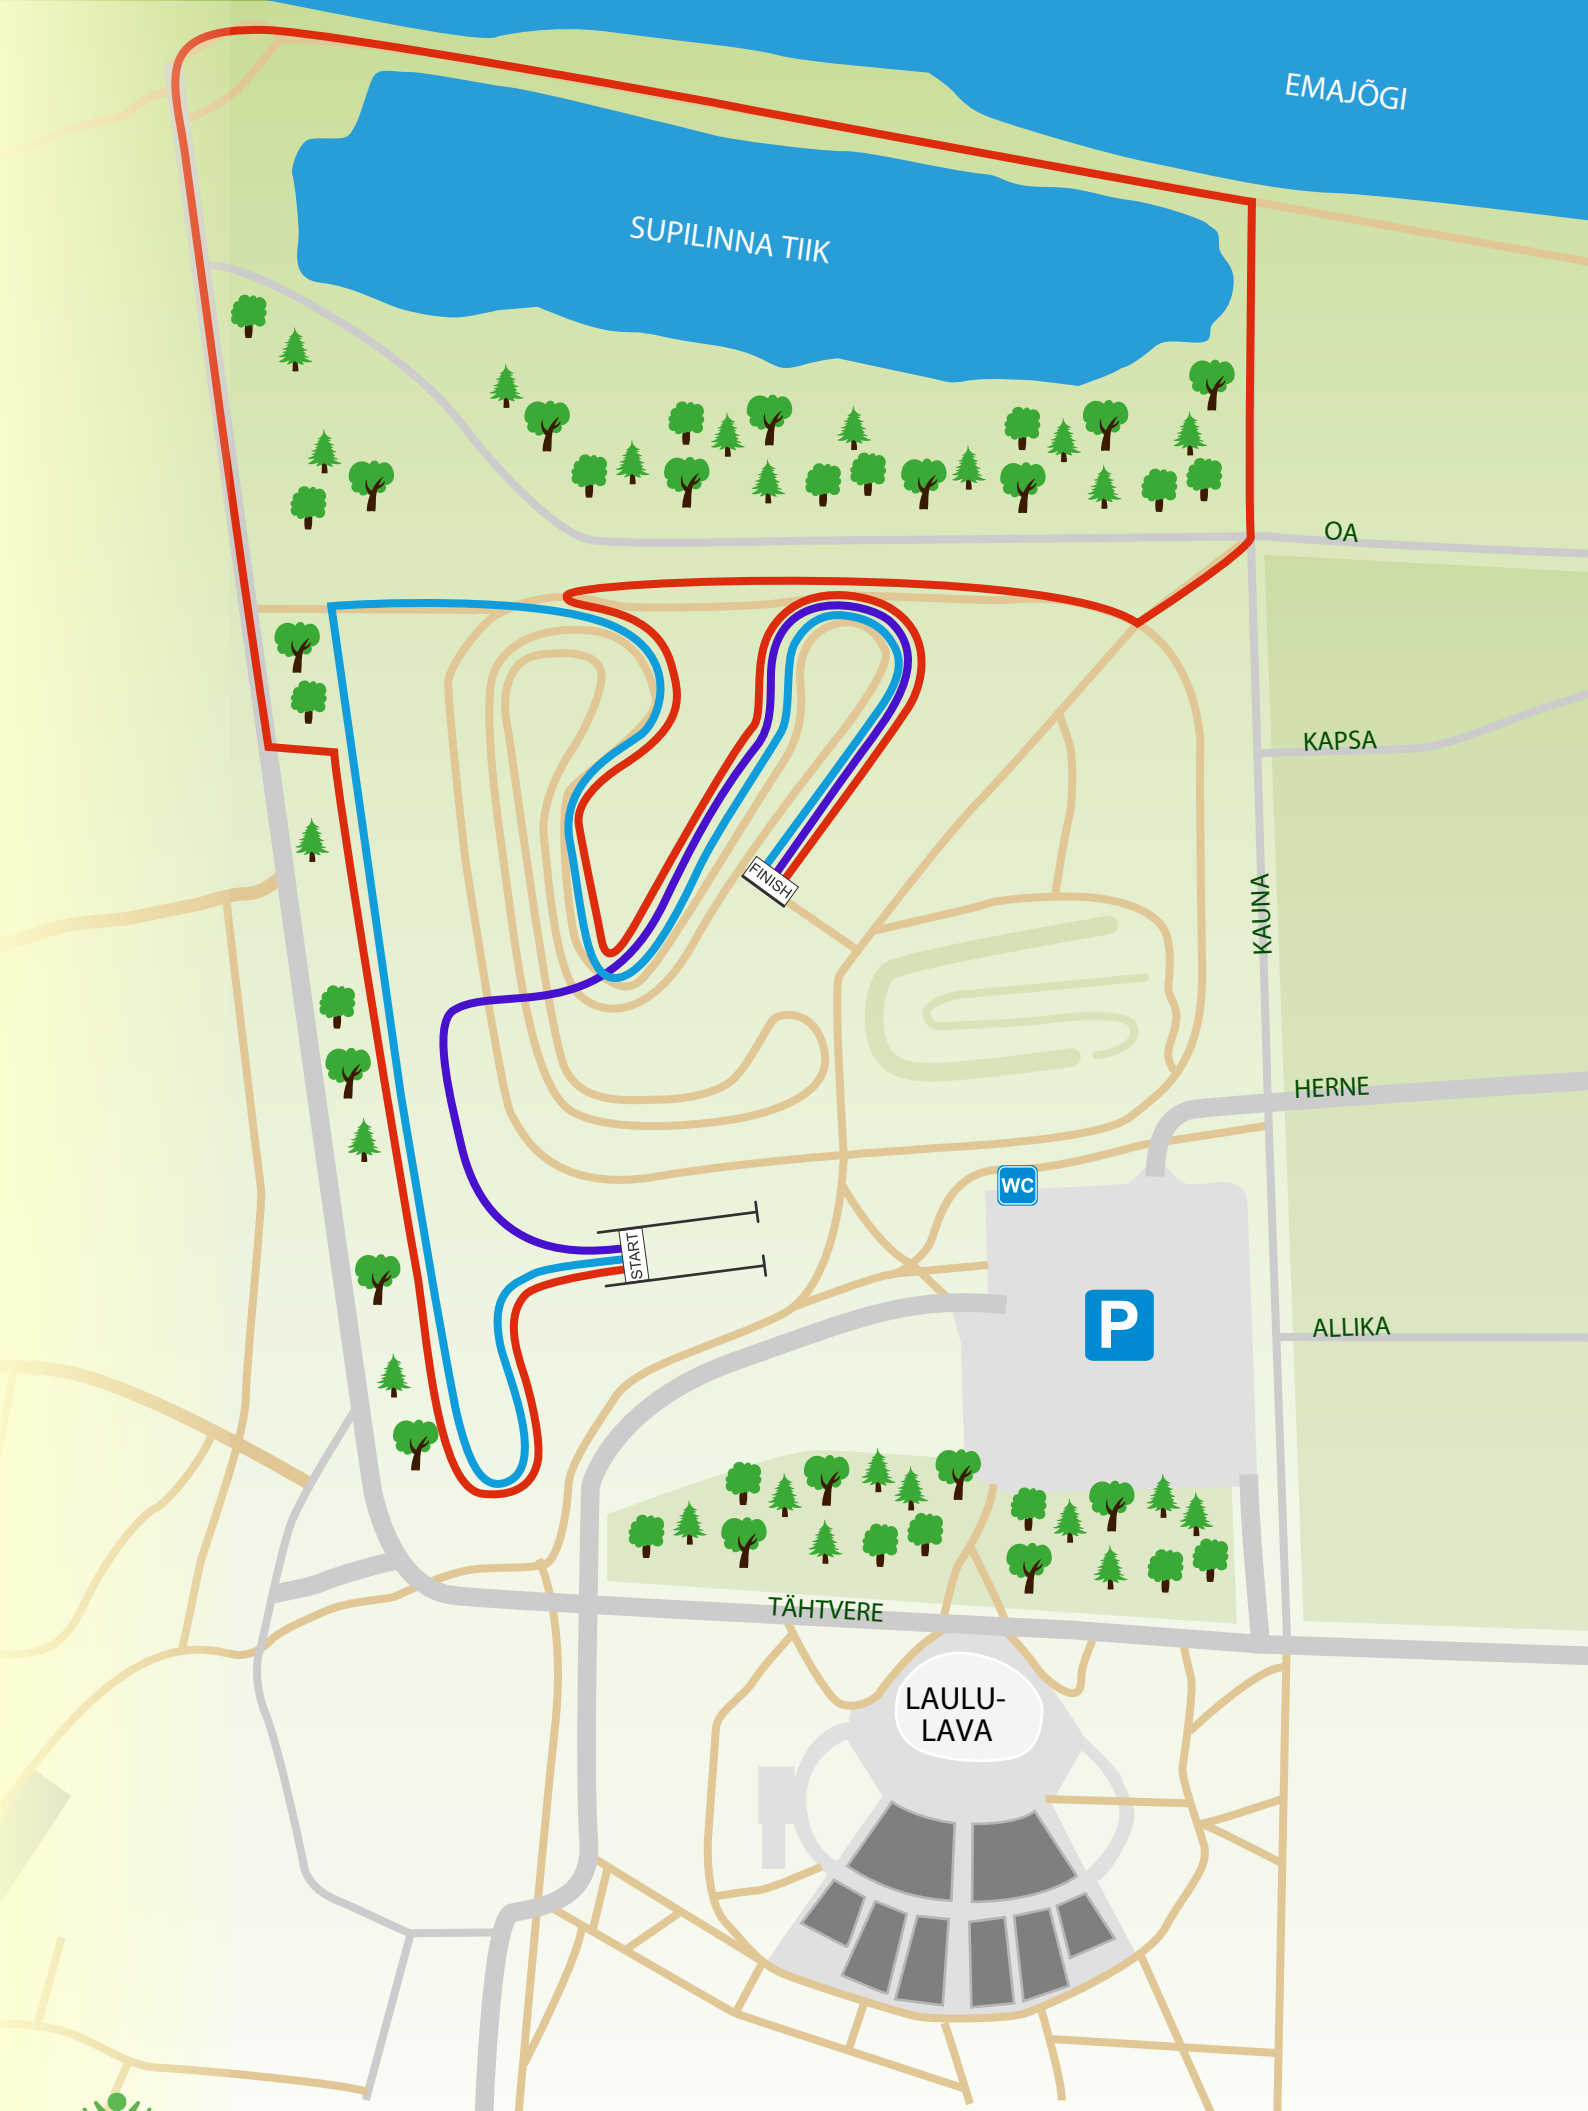 EMAJÕGI
SUPILINNA TIIK
OA
KAPSA
FINISH
KAUNA
HERNE
WC
START
P
ALLIKA
TÄHTVERE
LAULU-
LAVA